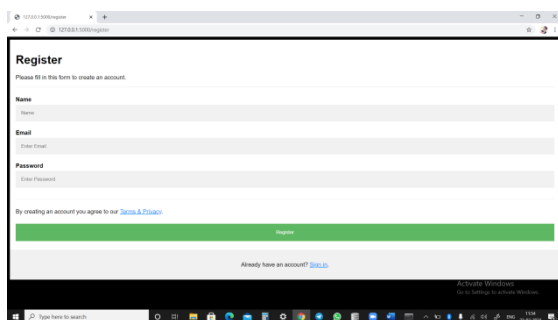 127.0.0.1:5000/register
127.0.0.1:5000/register
Register
Please fill in this form to create an account.
Name
Name
Email
Enter Email
Password
Enter Password
By creating an account you agree to our Terms & Privacy.
Register
Already have an account? Sign in.
Activate Windows
Go to Settings to activate Windows.
Type here to search
ENG